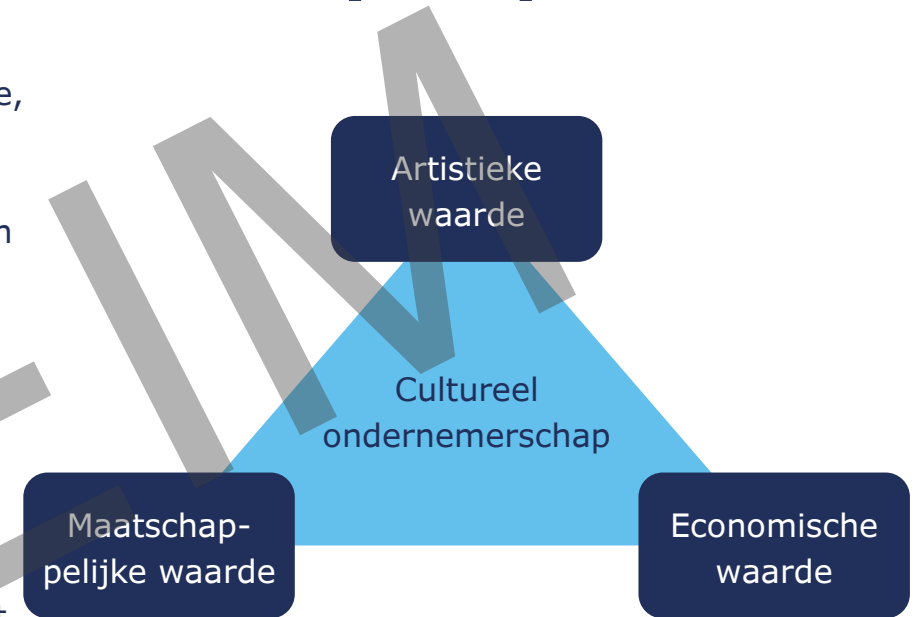 Artistieke
waarde
Cultureel
ondernemerschap
Maatschap-
pelijke waarde
Economische
waarde